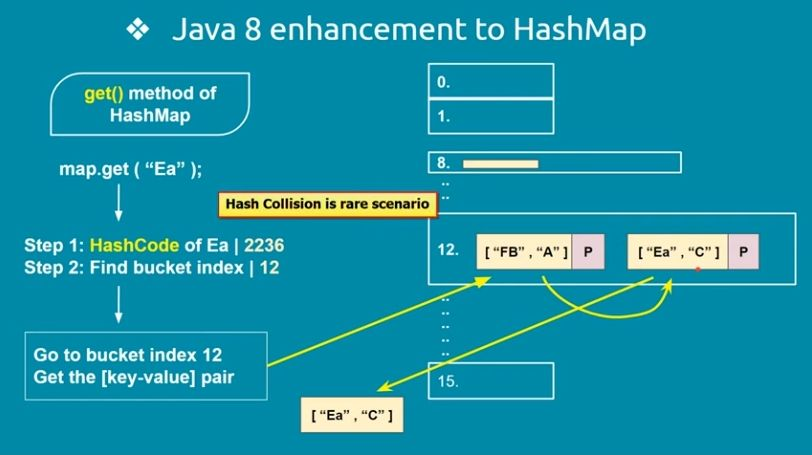 ❖ Java 8 enhancement to HashMap
get() method of
HashMap
map.get ( “Ea” );
Step 1: HashCode of Ea | 2236
Step 2: Find bucket index | 12
Go to bucket index 12
Get the [key-value] pair
Hash Collision is rare scenario
0.
1.
8.
..
..
12. [ “FB” , “A” ] P [ “Ea” , “C” ] P
..
..
..
..
..
15.
[ “Ea” , “C” ]